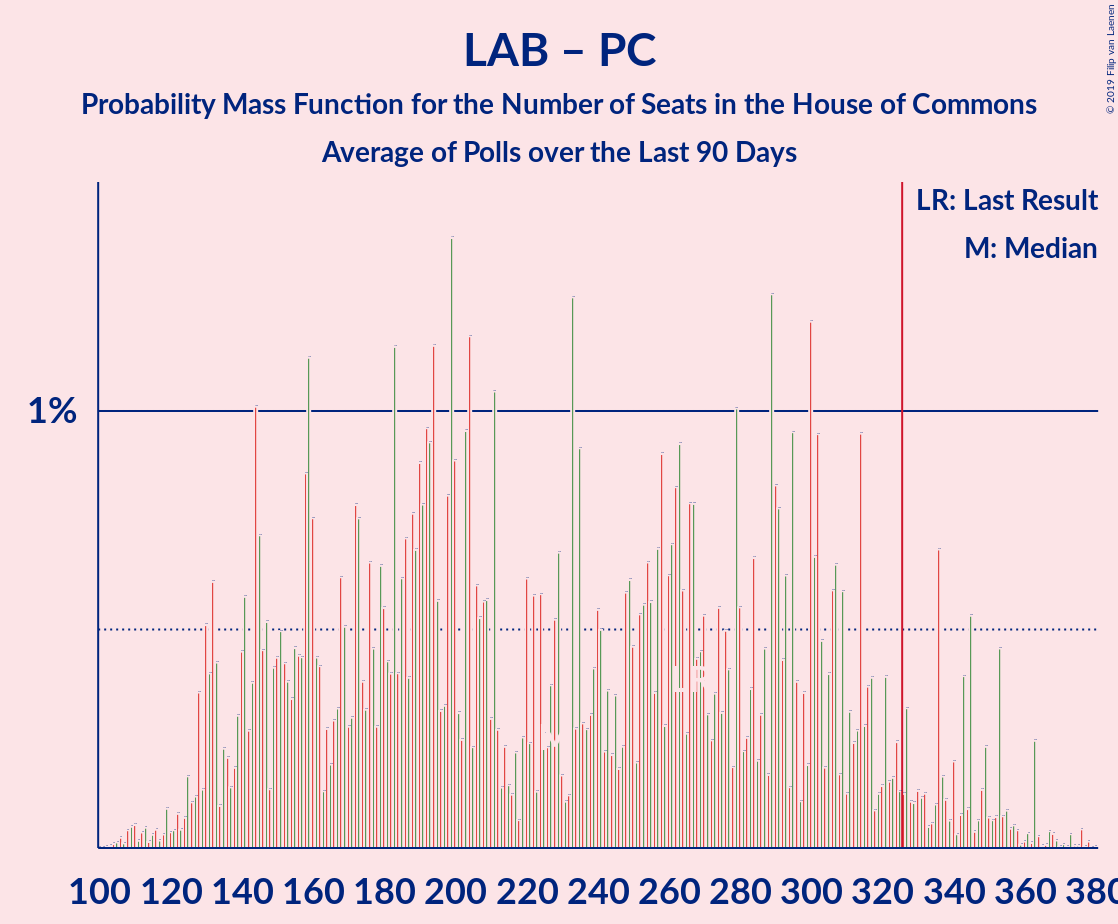 LAB – PC
Probability Mass Function for the Number of Seats in the House of Commons
Average of Polls over the Last 90 Days
© 2019 Filip van Laenen
LR: Last Result
M: Median
1%
100 120 140 160 180 200 220 240 260 280 300 320 340 360 380